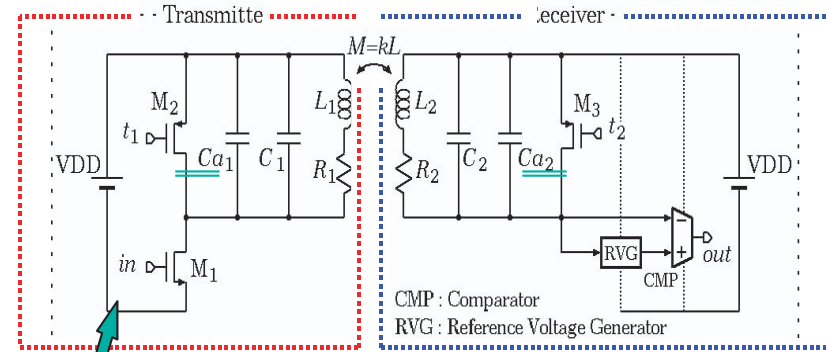 Transmitte
eceiver
M=kL
M2
t1
Ca1
C1
L1
R1
VDD
in
M1
L2
R2
C2
Ca2
M3
t2
VDD
RVG
CMP
out
CMP : Comparator
RVG : Reference Voltage Generator